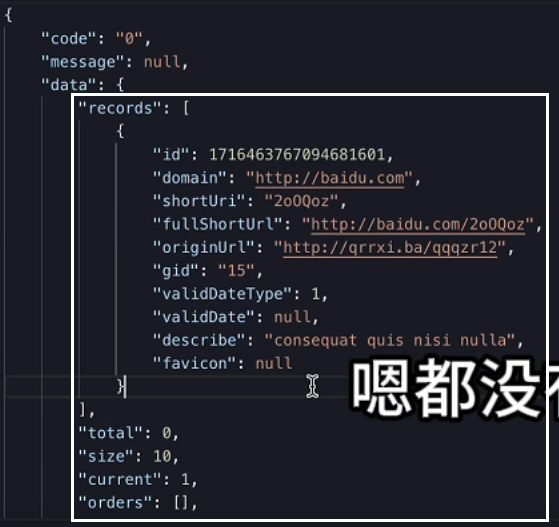 {
"code": "0",
"message": null,
"data": {
"records": [
{
"id": 1716463767094681601,
"domain": "http://baidu.com",
"shortUri": "2oOQoz",
"fullShortUrl": "http://baidu.com/2oOQoz",
"originUrl": "http://qrrxi.ba/qqqzr12",
"gid": "15",
"validDateType": 1,
"validDate": null,
"describe": "consequat quis nisi nulla",
"favicon": null
}
嗯都没
],
"total": 0,
"size": 10,
"current": 1,
"orders": [],